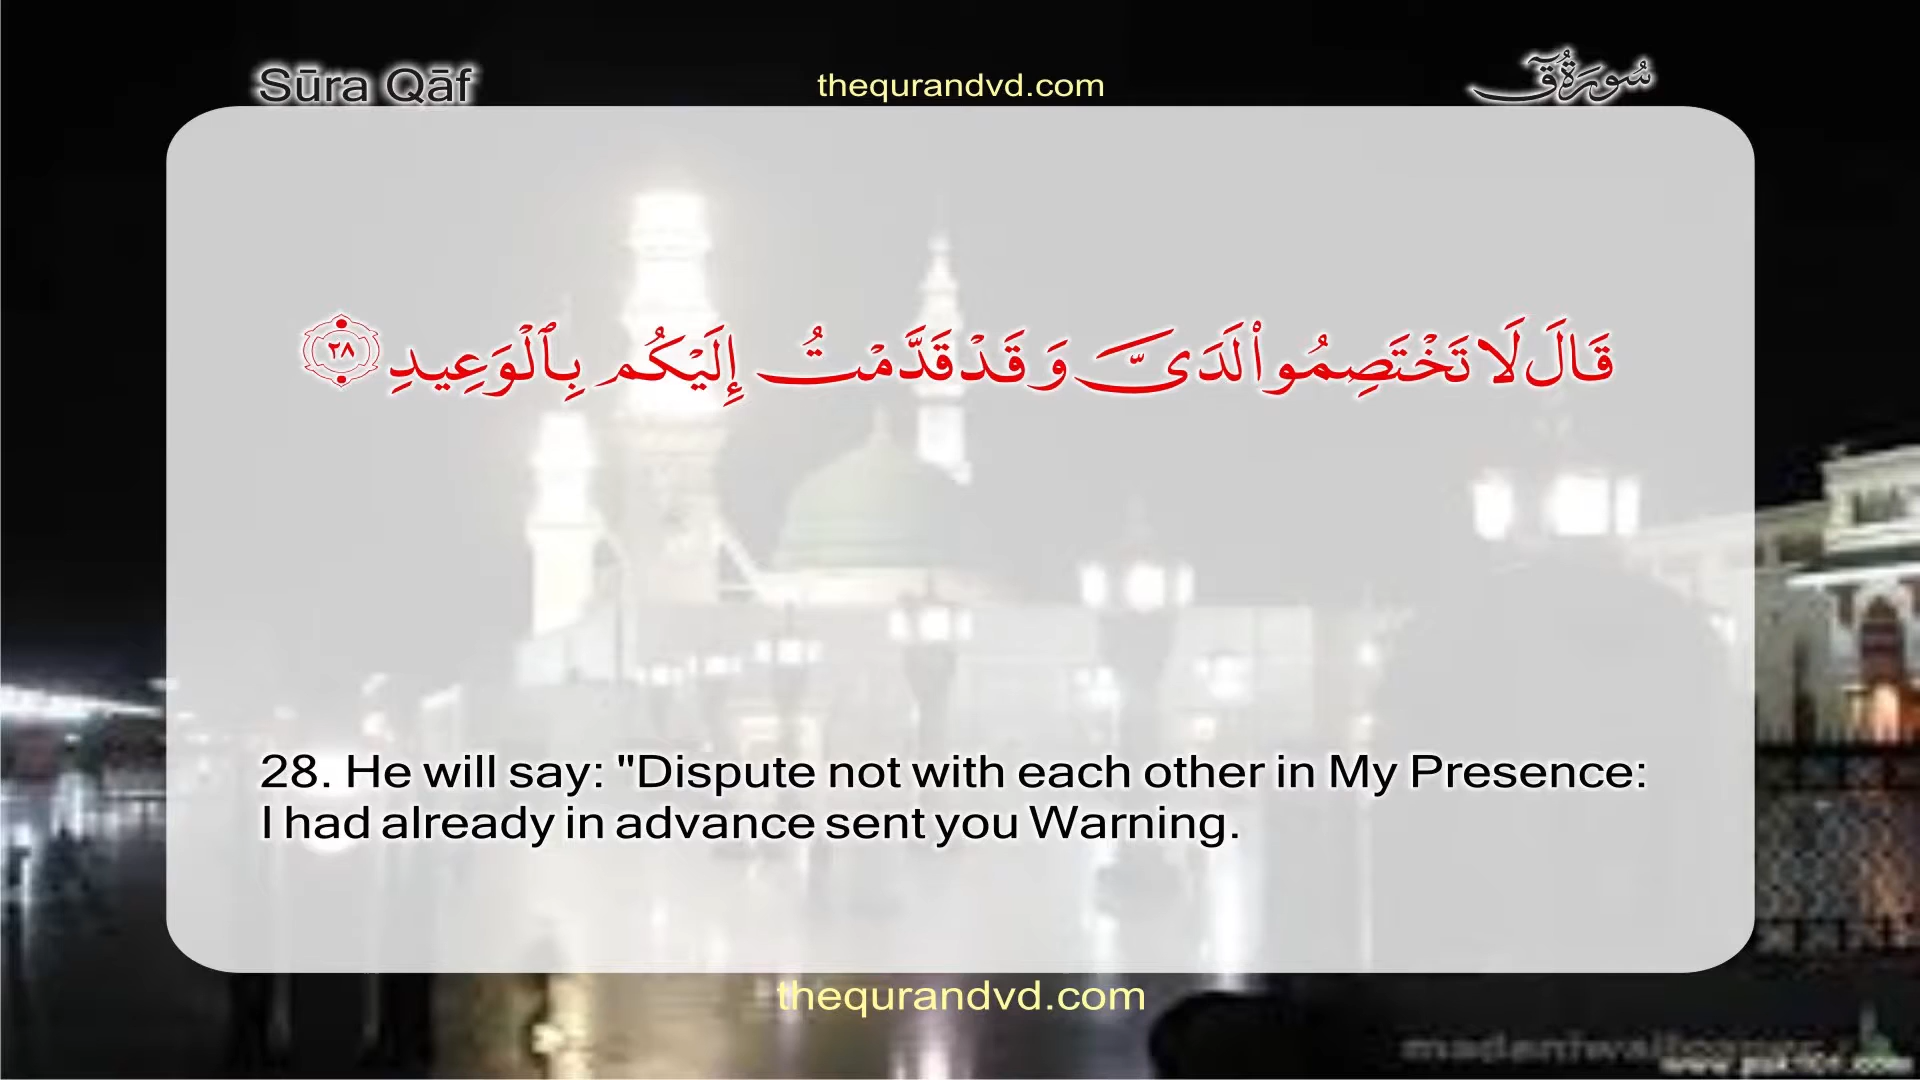 Sūra Qāf
thequrandvd.com
سُورَةُ قٓ
قَالَ لَا تَخْتَصِمُوا۟ لَدَىَّ وَقَدْ قَدَّمْتُ إِلَيْكُم بِٱلْوَعِيدِ ٢٨
28. He will say: "Dispute not with each other in My Presence:
I had already in advance sent you Warning.
thequrandvd.com